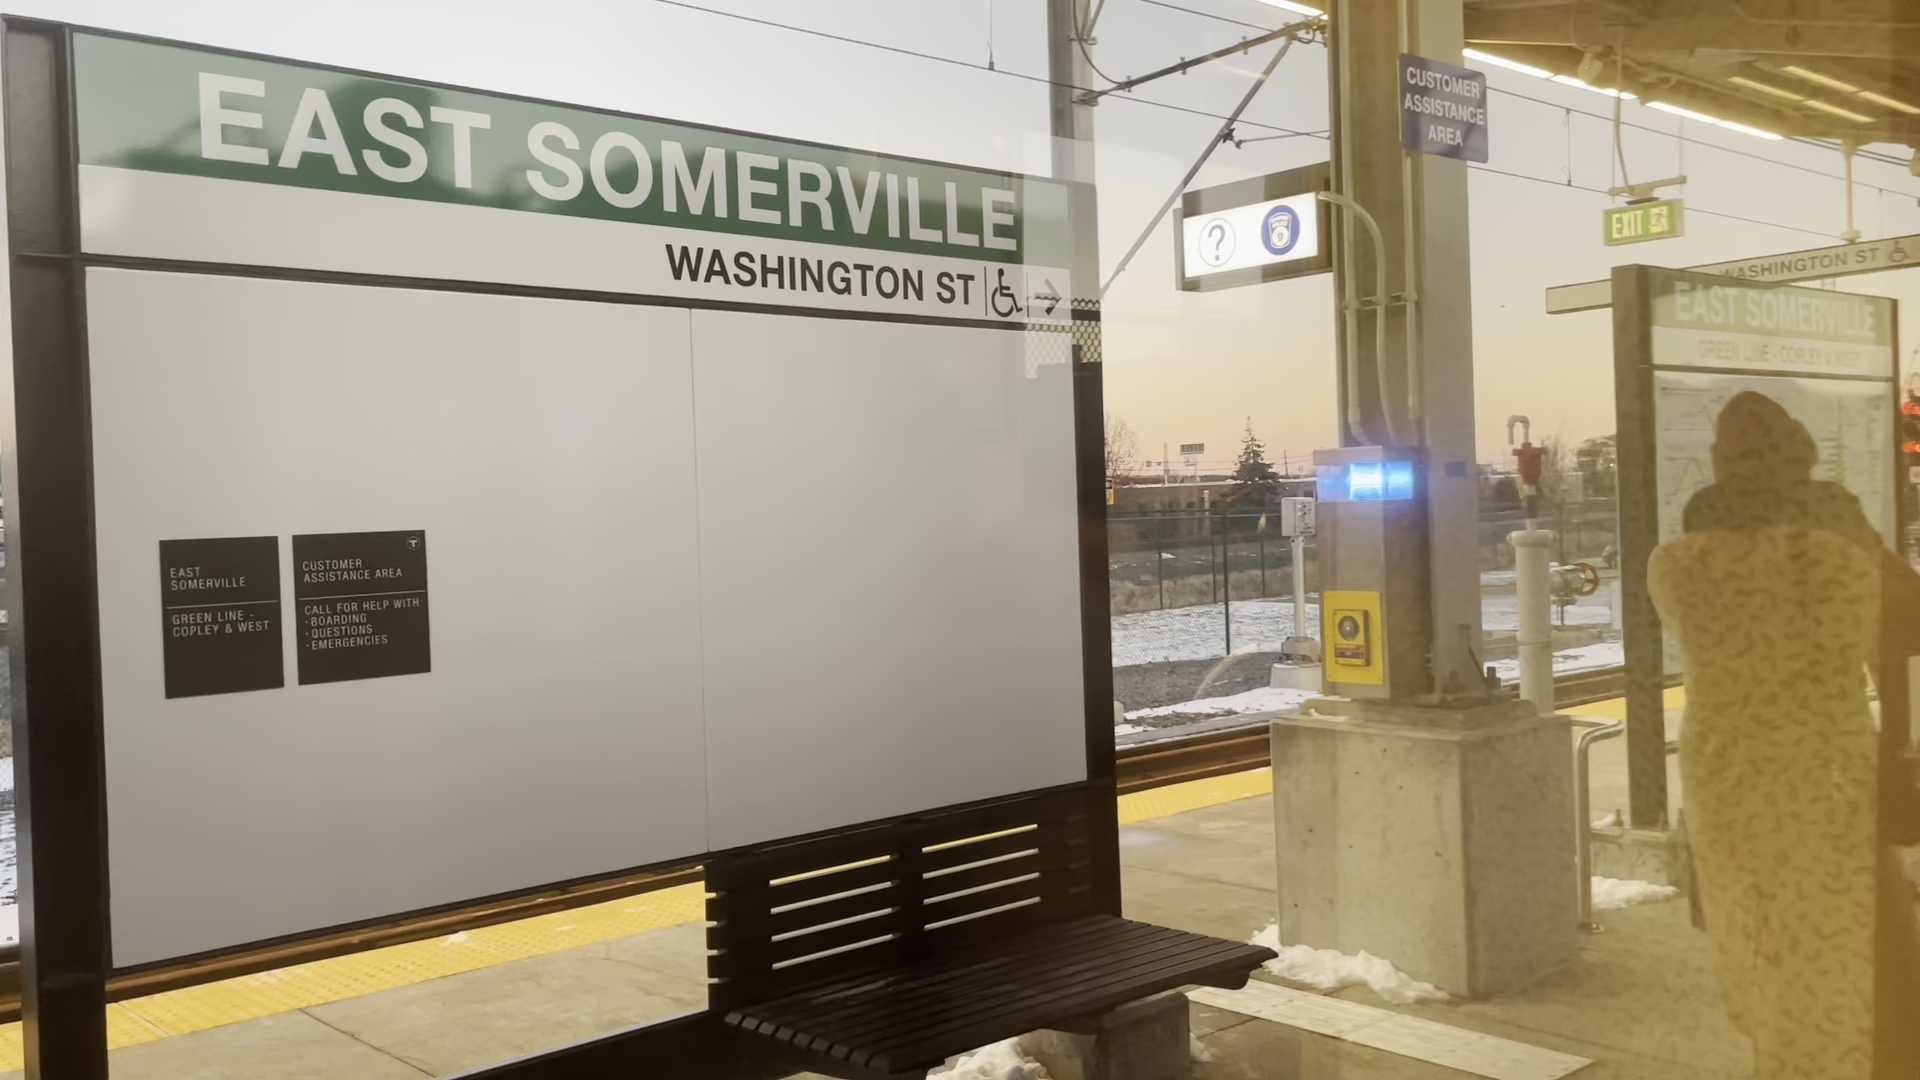 EAST SOMERVILLE
WASHINGTON ST
EAST
SOMERVILLE
GREEN LINE -
COPLEY & WEST
T
CUSTOMER
ASSISTANCE AREA
CALL FOR HELP WITH
· BOARDING
· QUESTIONS
· EMERGENCIES
CUSTOMER
ASSISTANCE
AREA
?
EXIT
WASHINGTON ST
EAST SOMERVILLE
GREEN LINE - COPLEY & WEST